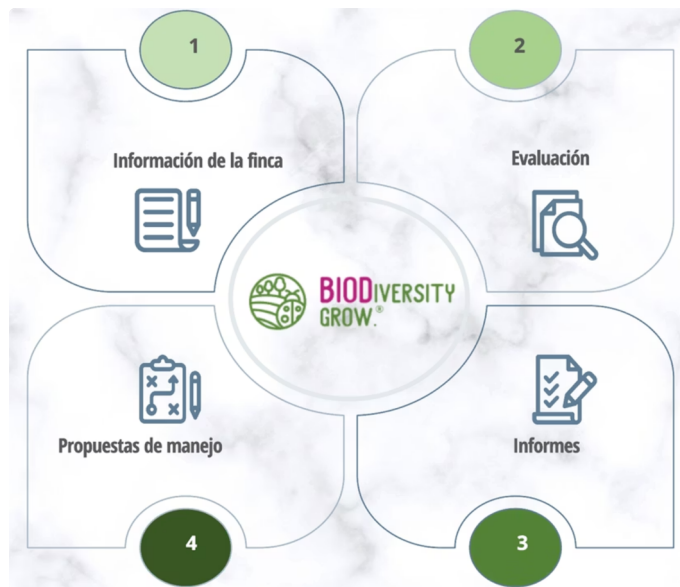 1
2
Información de la finca
Evaluación
BIODIVERSITY
GROW.®
Propuestas de manejo
Informes
4
3